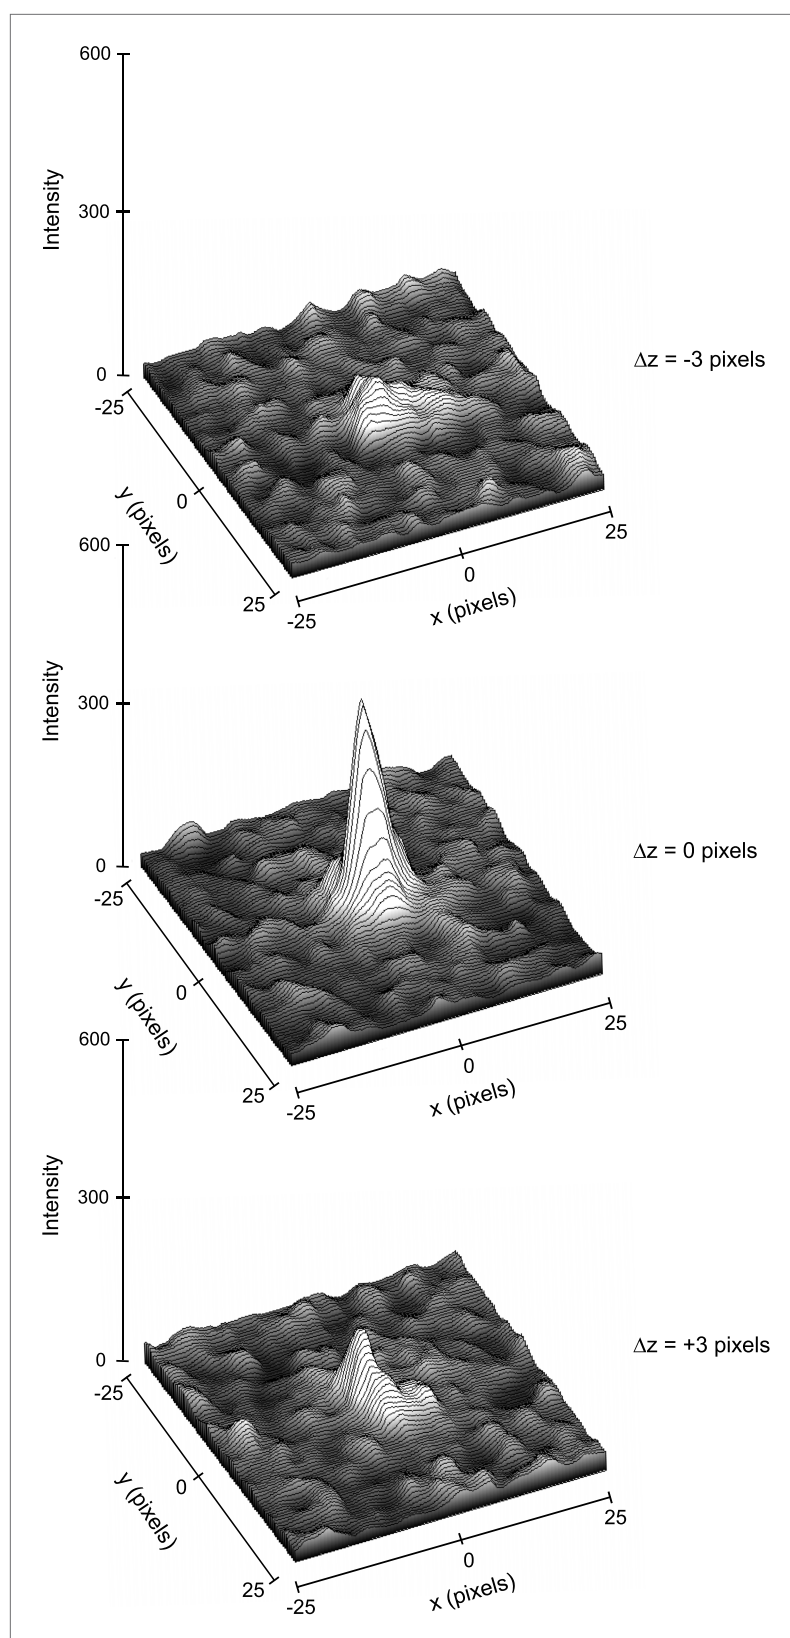 600
300
0
Intensity
-25
0
25
y (pixels)
-25
0
25
x (pixels)
Δz = -3 pixels
600
300
0
Intensity
-25
0
25
y (pixels)
-25
0
25
x (pixels)
Δz = 0 pixels
600
300
0
Intensity
-25
0
25
y (pixels)
-25
0
25
x (pixels)
Δz = +3 pixels